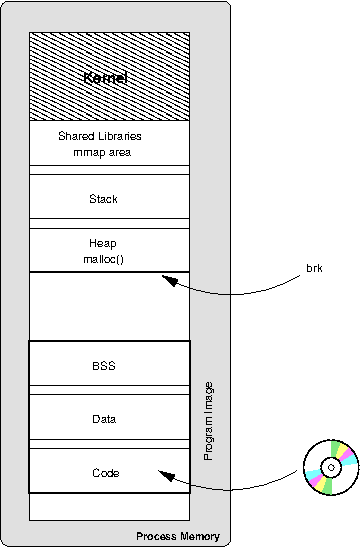 Kernel
Shared Libraries
mmap area
Stack
Heap
malloc()
brk
BSS
Data
Program Image
Code
Process Memory